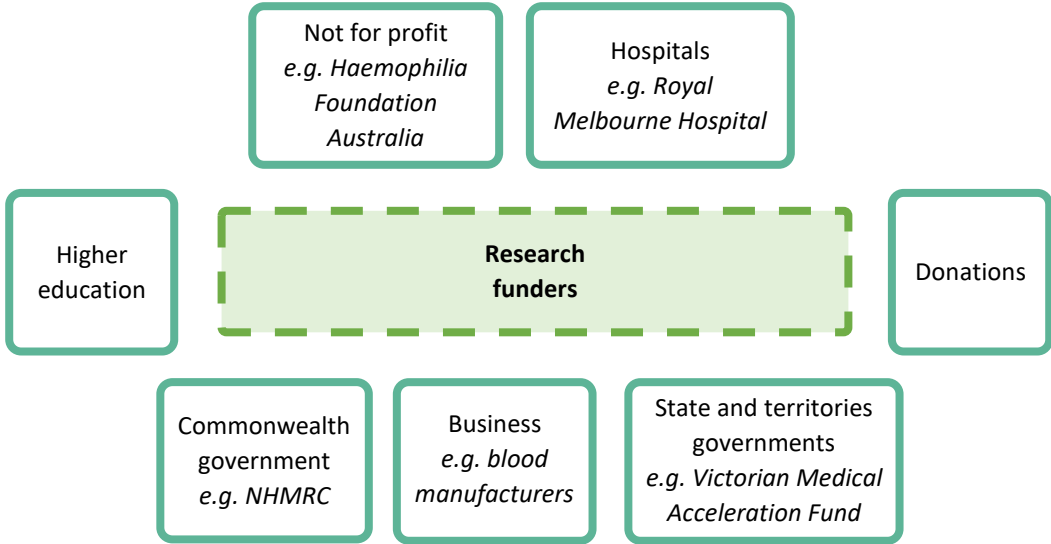 Not for profit
e.g. Haemophilia
Foundation
Australia
Hospitals
e.g. Royal
Melbourne Hospital
Higher
education
Research
funders
Donations
Commonwealth
government
e.g. NHMRC
Business
e.g. blood
manufacturers
State and territories
governments
e.g. Victorian Medical
Acceleration Fund